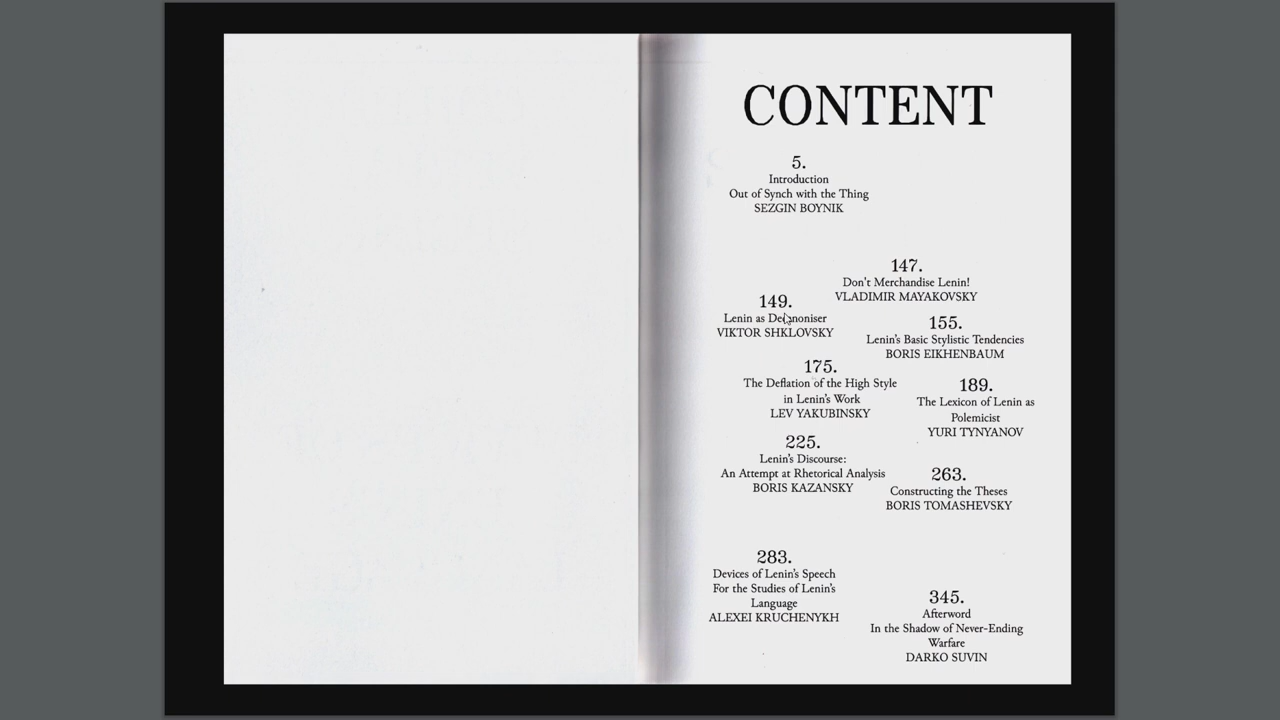 CONTENT
5.
Introduction
Out of Synch with the Thing
SEZGIN BOYNIK
147.
Don't Merchandise Lenin!
VLADIMIR MAYAKOVSKY
149.
Lenin as Decanoniser
VIKTOR SHKLOVSKY
155.
Lenin's Basic Stylistic Tendencies
BORIS EIKHENBAUM
175.
The Deflation of the High Style
in Lenin's Work
LEV YAKUBINSKY
189.
The Lexicon of Lenin as
Polemicist
YURI TYNYANOV
225.
Lenin's Discourse:
An Attempt at Rhetorical Analysis
BORIS KAZANSKY
263.
Constructing the Theses
BORIS TOMASHEVSKY
283.
Devices of Lenin's Speech
For the Studies of Lenin's
Language
ALEXEI KRUCHENYKH
345.
Afterword
In the Shadow of Never-Ending
Warfare
DARKO SUVIN